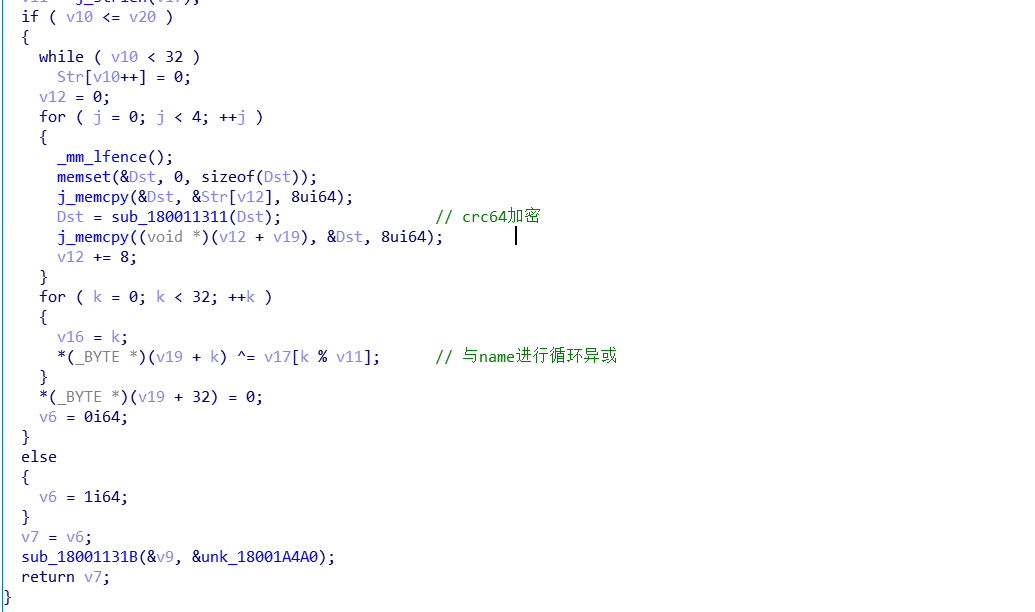 if ( v10 <= v20 )
{
while ( v10 < 32 )
Str[v10++] = 0;
v12 = 0;
for ( j = 0; j < 4; ++j )
{
_mm_lfence();
memset(&Dst, 0, sizeof(Dst));
j_memcpy(&Dst, &Str[v12], 8ui64);
Dst = sub_180011311(Dst); // crc64加密
j_memcpy((void *)(v12 + v19), &Dst, 8ui64);
v12 += 8;
}
for ( k = 0; k < 32; ++k )
{
v16 = k;
*(_BYTE *)(v19 + k) ^= v17[k % v11]; // 与name进行循环异或
}
*(_BYTE *)(v19 + 32) = 0;
v6 = 0i64;
}
else
{
v6 = 1i64;
}
v7 = v6;
sub_18001131B(&v9, &unk_18001A4A0);
return v7;
}